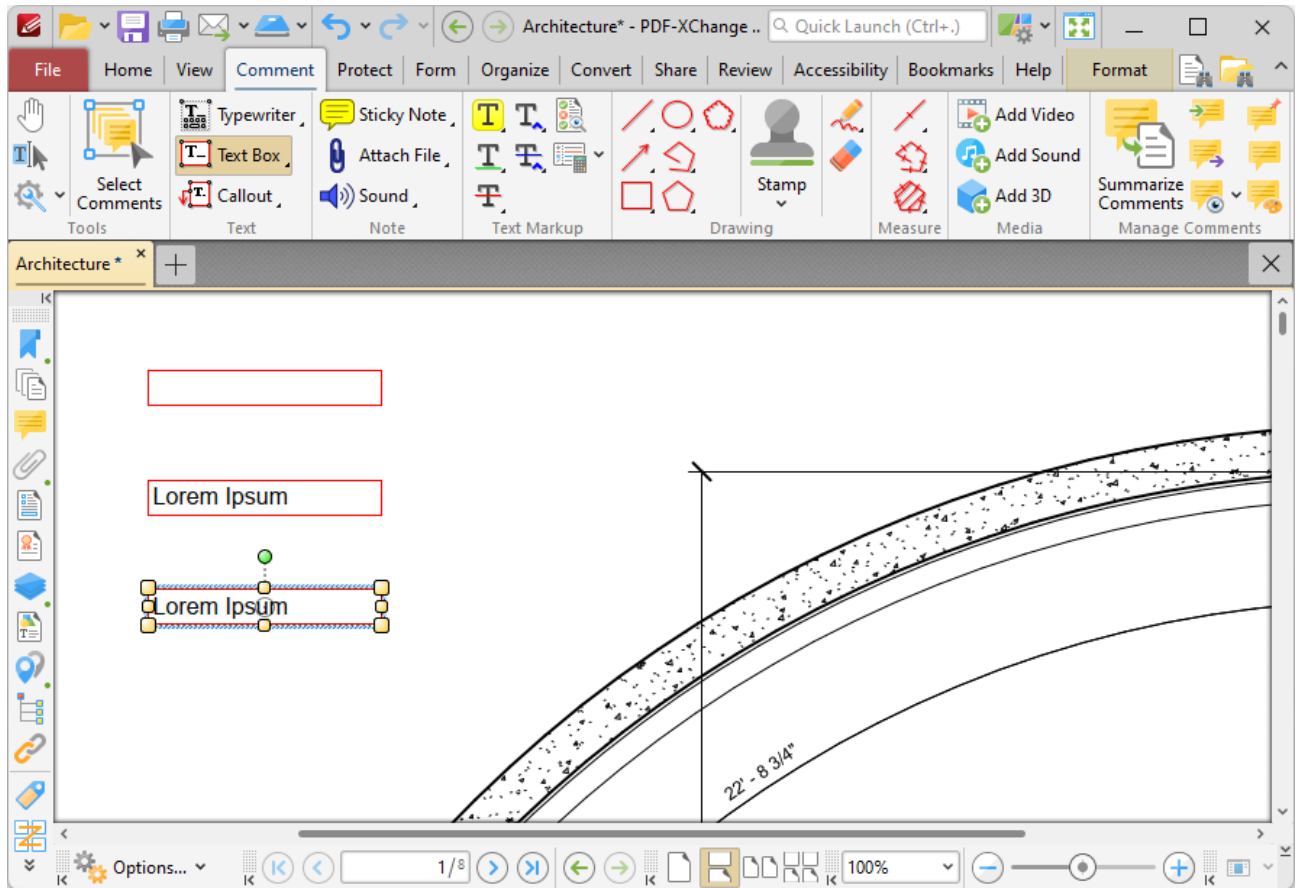 Architecture* - PDF-XChange ..
Quick Launch (Ctrl+.)
File Home View Comment Protect Form Organize Convert Share Review Accessibility Bookmarks Help Format
Typewriter Sticky Note Add Video
Text Box Attach File Add Sound
Select Comments Callout Sound Stamp Add 3D Summarize Comments
Tools Text Note Text Markup Drawing Measure Media Manage Comments
Architecture *
Lorem Ipsum
Lorem Ipsum
22' - 8 3/4"
Options... 1/8 100%